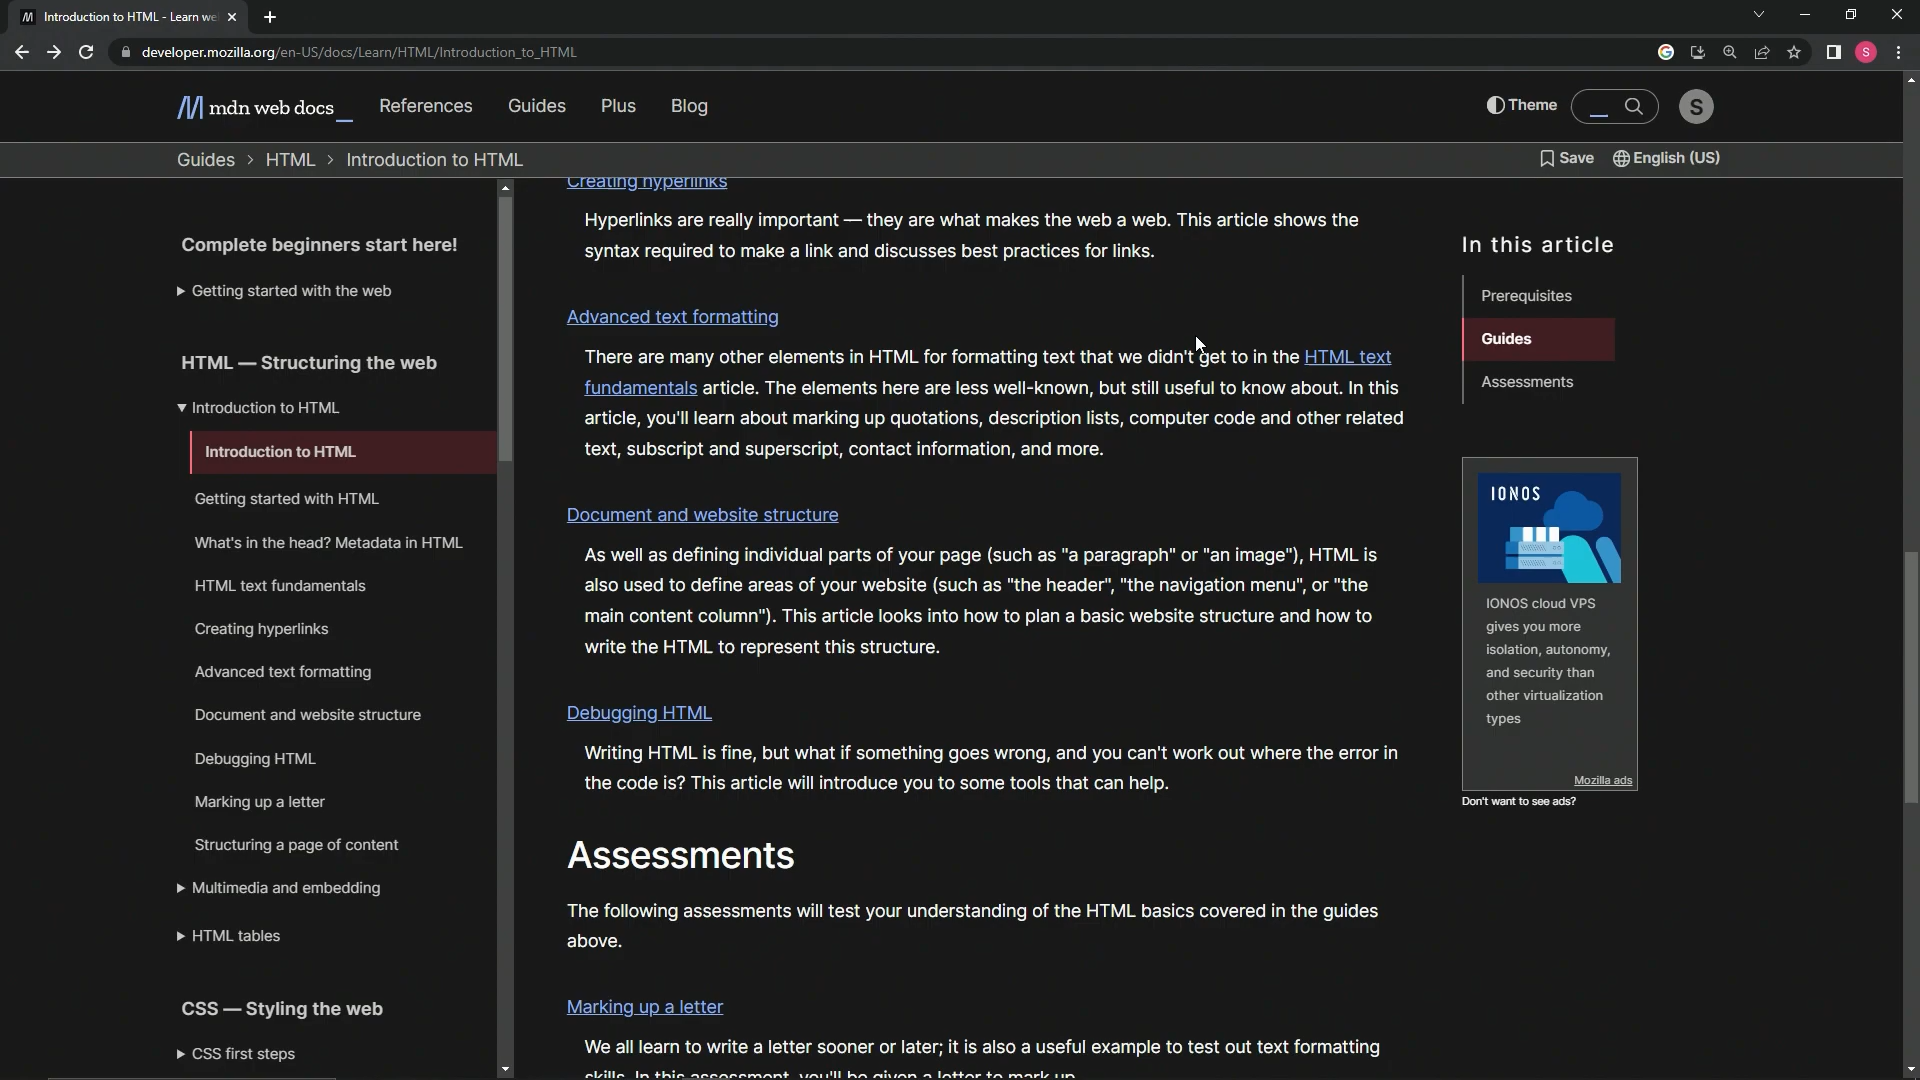 Introduction to HTML - Learn we
developer.mozilla.org/en-US/docs/Learn/HTML/Introduction_to_HTML
S
mdn web docs_
References
Guides
Plus
Blog
Theme
S
Guides > HTML > Introduction to HTML
Save
English (US)
Complete beginners start here!
Getting started with the web
HTML — Structuring the web
Introduction to HTML
Introduction to HTML
Getting started with HTML
What's in the head? Metadata in HTML
HTML text fundamentals
Creating hyperlinks
Advanced text formatting
Document and website structure
Debugging HTML
Marking up a letter
Structuring a page of content
Multimedia and embedding
HTML tables
CSS — Styling the web
CSS first steps
Creating hyperlinks
Hyperlinks are really important — they are what makes the web a web. This article shows the
syntax required to make a link and discusses best practices for links.
Advanced text formatting
There are many other elements in HTML for formatting text that we didn't get to in the HTML text
fundamentals article. The elements here are less well-known, but still useful to know about. In this
article, you'll learn about marking up quotations, description lists, computer code and other related
text, subscript and superscript, contact information, and more.
Document and website structure
As well as defining individual parts of your page (such as "a paragraph" or "an image"), HTML is
also used to define areas of your website (such as "the header", "the navigation menu", or "the
main content column"). This article looks into how to plan a basic website structure and how to
write the HTML to represent this structure.
Debugging HTML
Writing HTML is fine, but what if something goes wrong, and you can't work out where the error in
the code is? This article will introduce you to some tools that can help.
Assessments
The following assessments will test your understanding of the HTML basics covered in the guides
above.
Marking up a letter
We all learn to write a letter sooner or later; it is also a useful example to test out text formatting
skills. In this assessment, you'll be given a letter to mark up.
In this article
Prerequisites
Guides
Assessments
IONOS
IONOS cloud VPS
gives you more
isolation, autonomy,
and security than
other virtualization
types
Mozilla ads
Don't want to see ads?